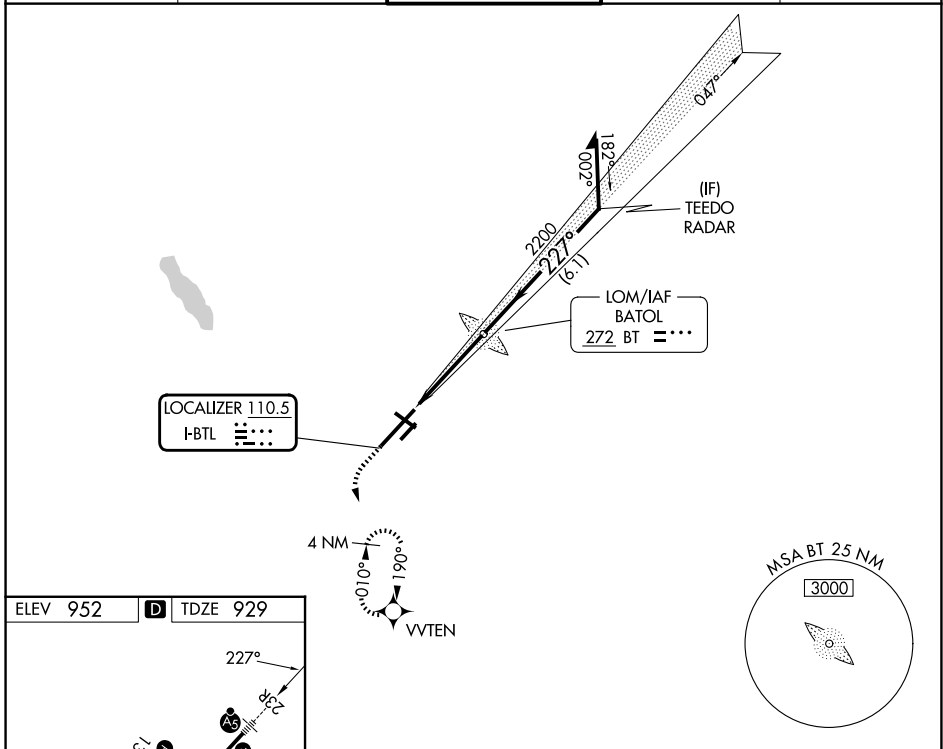 047°
182°
002°
(IF)
TEEDO
RADAR
2200
227°
(6.1)
LOM/IAF
BATOL
272 BT
LOCALIZER 110.5
I-BTL
4 NM
010°
190°
VVTEN
MSA BT 25 NM
3000
ELEV 952 D TDZE 929
227°
23R
A5
13